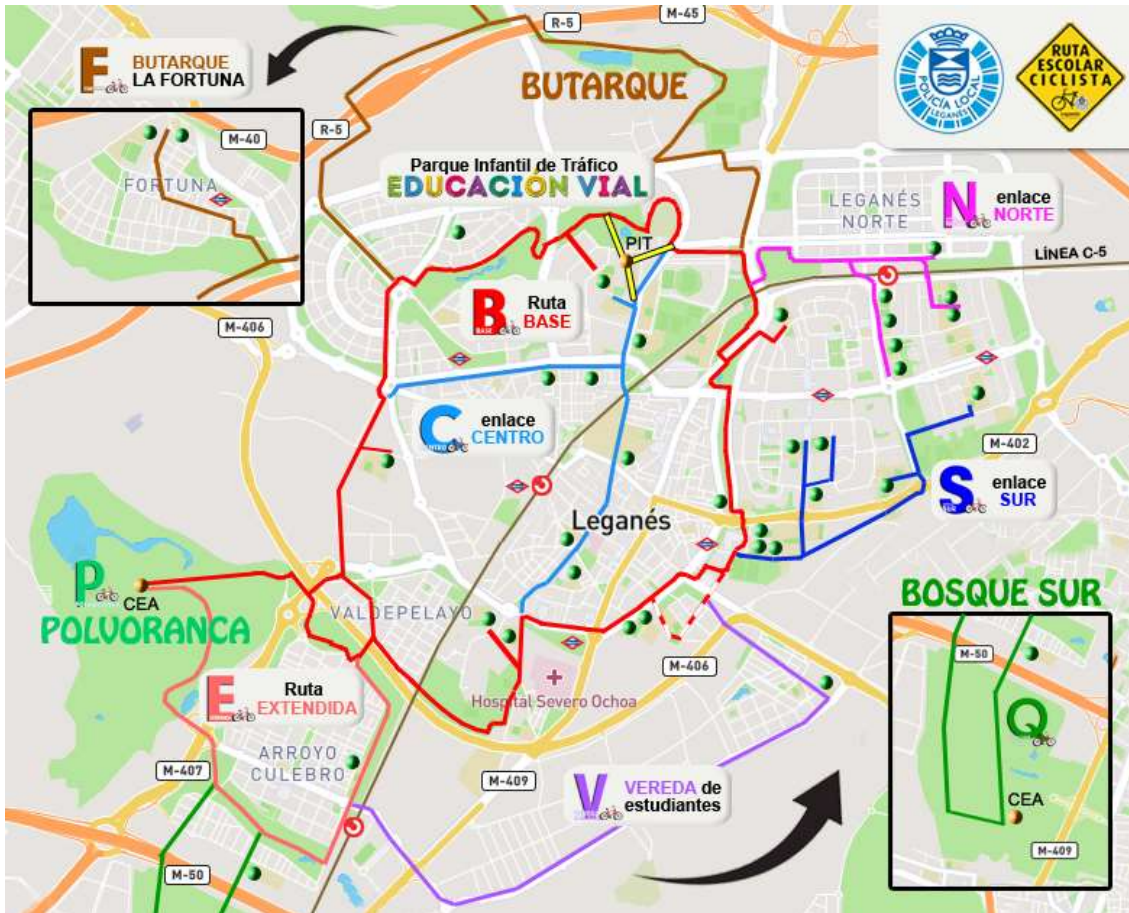 R-5
M-45
F BUTARQUE
LA FORTUNA
BUTARQUE
POLICÍA LOCAL
LEGANÉS
RUTA
ESCOLAR
CICLISTA
M-40
R-5
FORTUNA
Parque Infantil de Tráfico
EDUCACIÓN VIAL
LEGANÉS
NORTE
N enlace
NORTE
PIT
LÍNEA C-5
B Ruta
BASE
BASE
M-406
C enlace
CENTRO
M-402
S enlace
SUR
SUR
Leganés
P
CEA
POLVORANCA
VALDEPELAYO
BOSQUE SUR
M-50
M-406
E Ruta
EXTENDIDA
Hospital Severo Ochoa
Q
ARROYO
CULEBRO
M-407
M-409
V VEREDA de
estudiantes
CEA
M-409
M-50